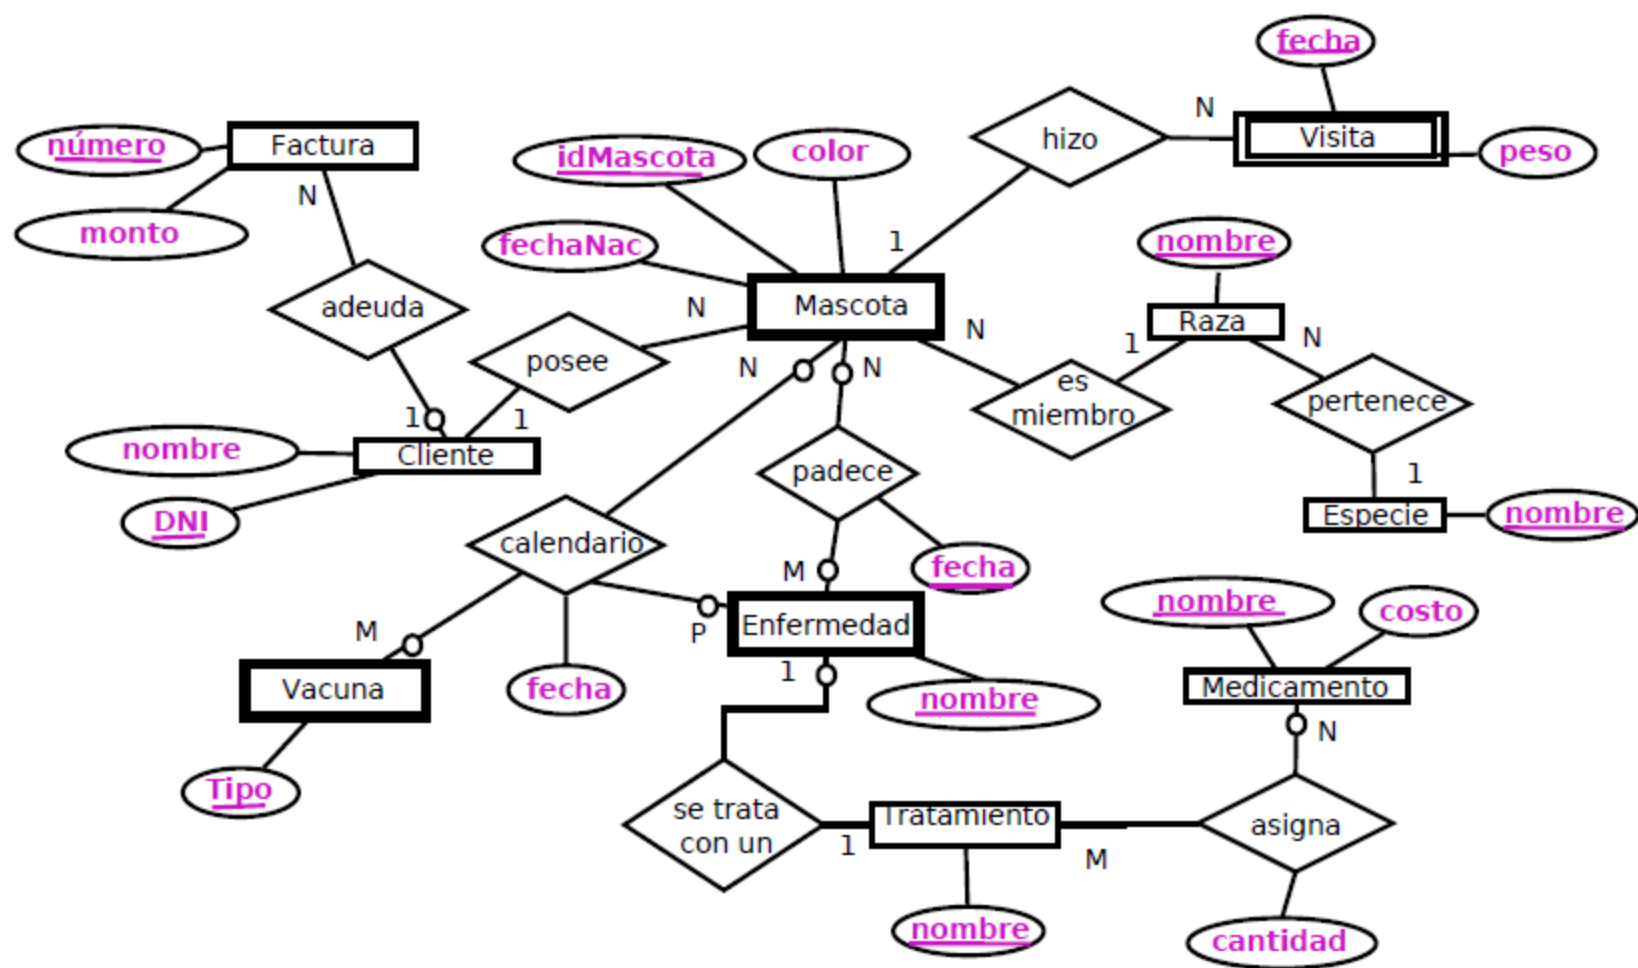 fecha
número
Factura
N
hizo
Visita
peso
idMascota
color
N
monto
fechaNac
1
nombre
Mascota
adeuda
N
N
Raza
N
1
posee
N
N
es
miembro
pertenece
1
1
nombre
Cliente
padece
1
DNI
calendario
Especie
nombre
M
fecha
nombre
costo
M
P
Enfermedad
Vacuna
fecha
1
nombre
Medicamento
N
Tipo
se trata
con un
Tratamiento
1
M
asigna
nombre
cantidad